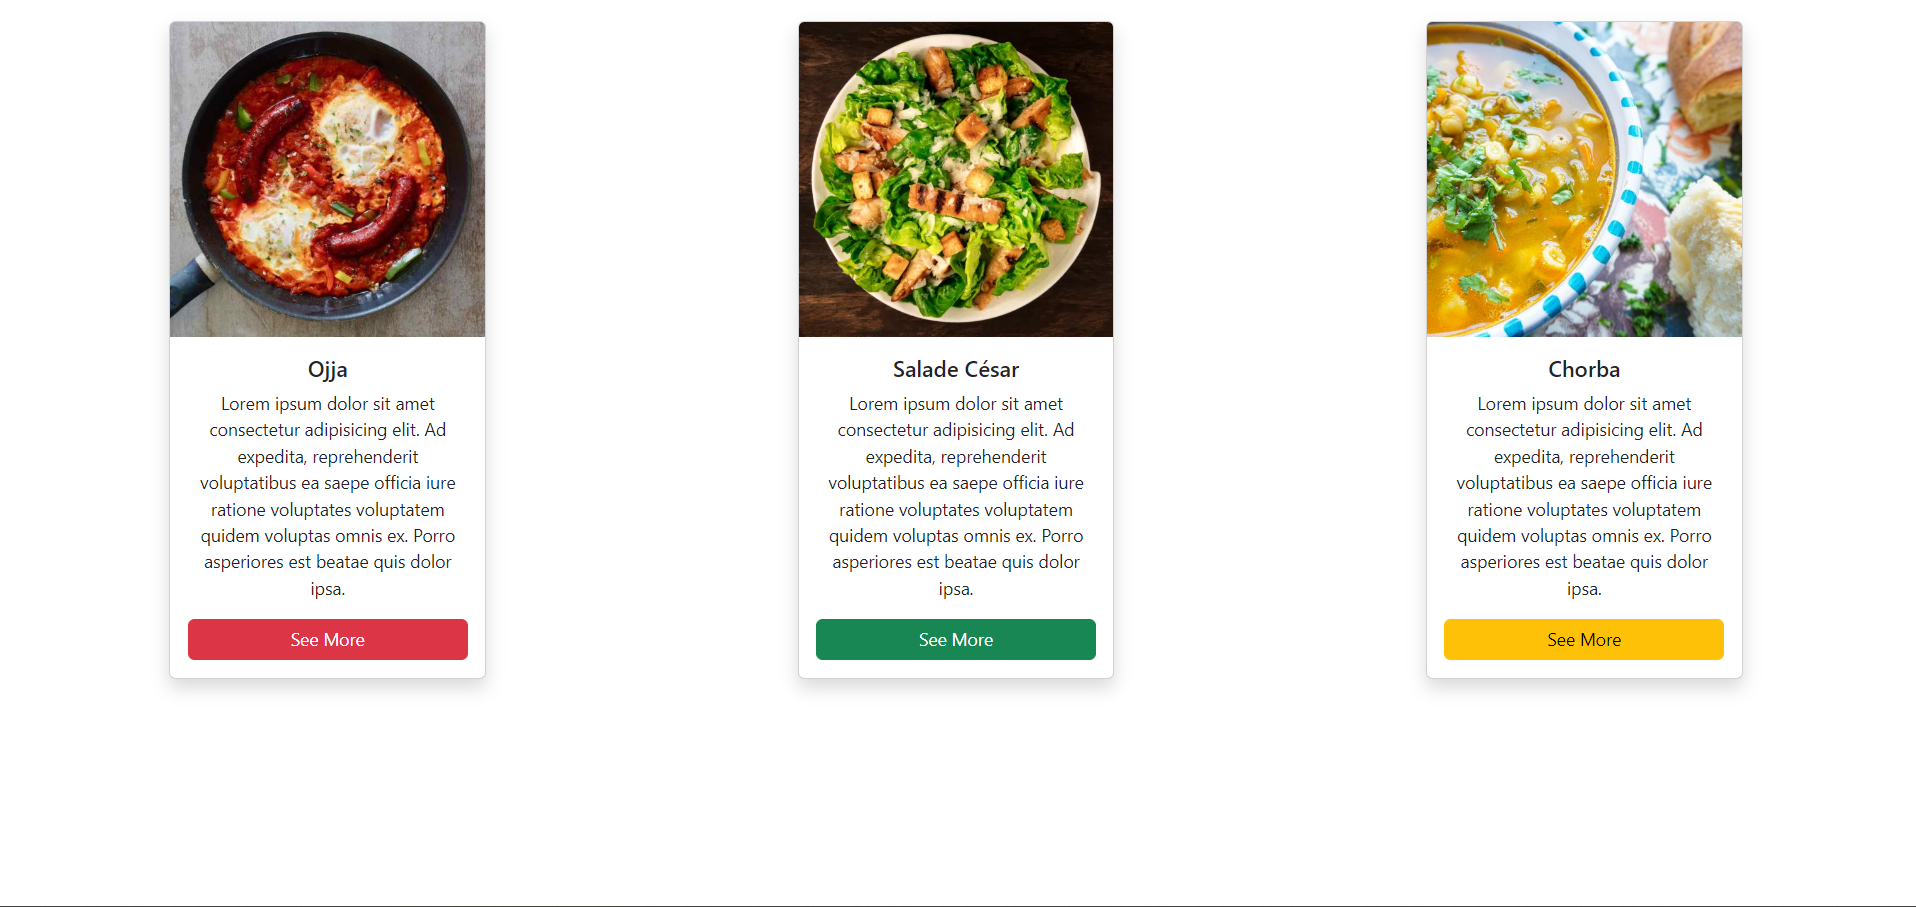 Ojja
Lorem ipsum dolor sit amet
consectetur adipisicing elit. Ad
expedita, reprehenderit
voluptatibus ea saepe officia iure
ratione voluptates voluptatem
quidem voluptas omnis ex. Porro
asperiores est beatae quis dolor
ipsa.
See More
Salade César
Lorem ipsum dolor sit amet
consectetur adipisicing elit. Ad
expedita, reprehenderit
voluptatibus ea saepe officia iure
ratione voluptates voluptatem
quidem voluptas omnis ex. Porro
asperiores est beatae quis dolor
ipsa.
See More
Chorba
Lorem ipsum dolor sit amet
consectetur adipisicing elit. Ad
expedita, reprehenderit
voluptatibus ea saepe officia iure
ratione voluptates voluptatem
quidem voluptas omnis ex. Porro
asperiores est beatae quis dolor
ipsa.
See More